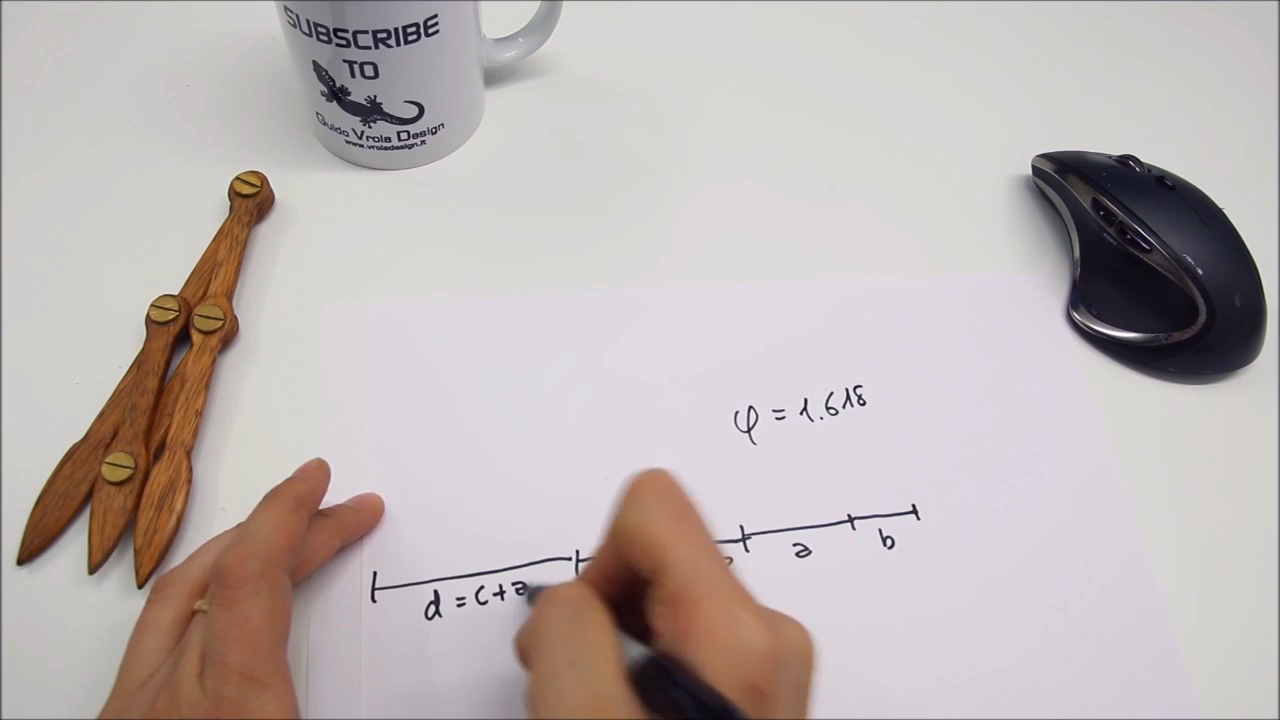 SUBSCRIBE
TO
Guido Vrola Design
www.vroladesign.it
φ = 1.618
a
b
d = c + a